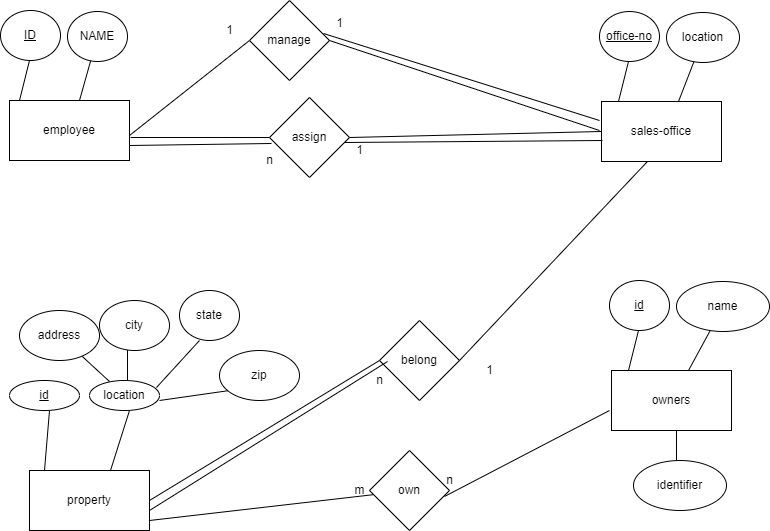 ID
NAME
1
manage
1
office-no
location
employee
n
assign
1
sales-office
address
city
state
zip
id
location
belong
n
1
id
name
owners
identifier
property
m
own
n